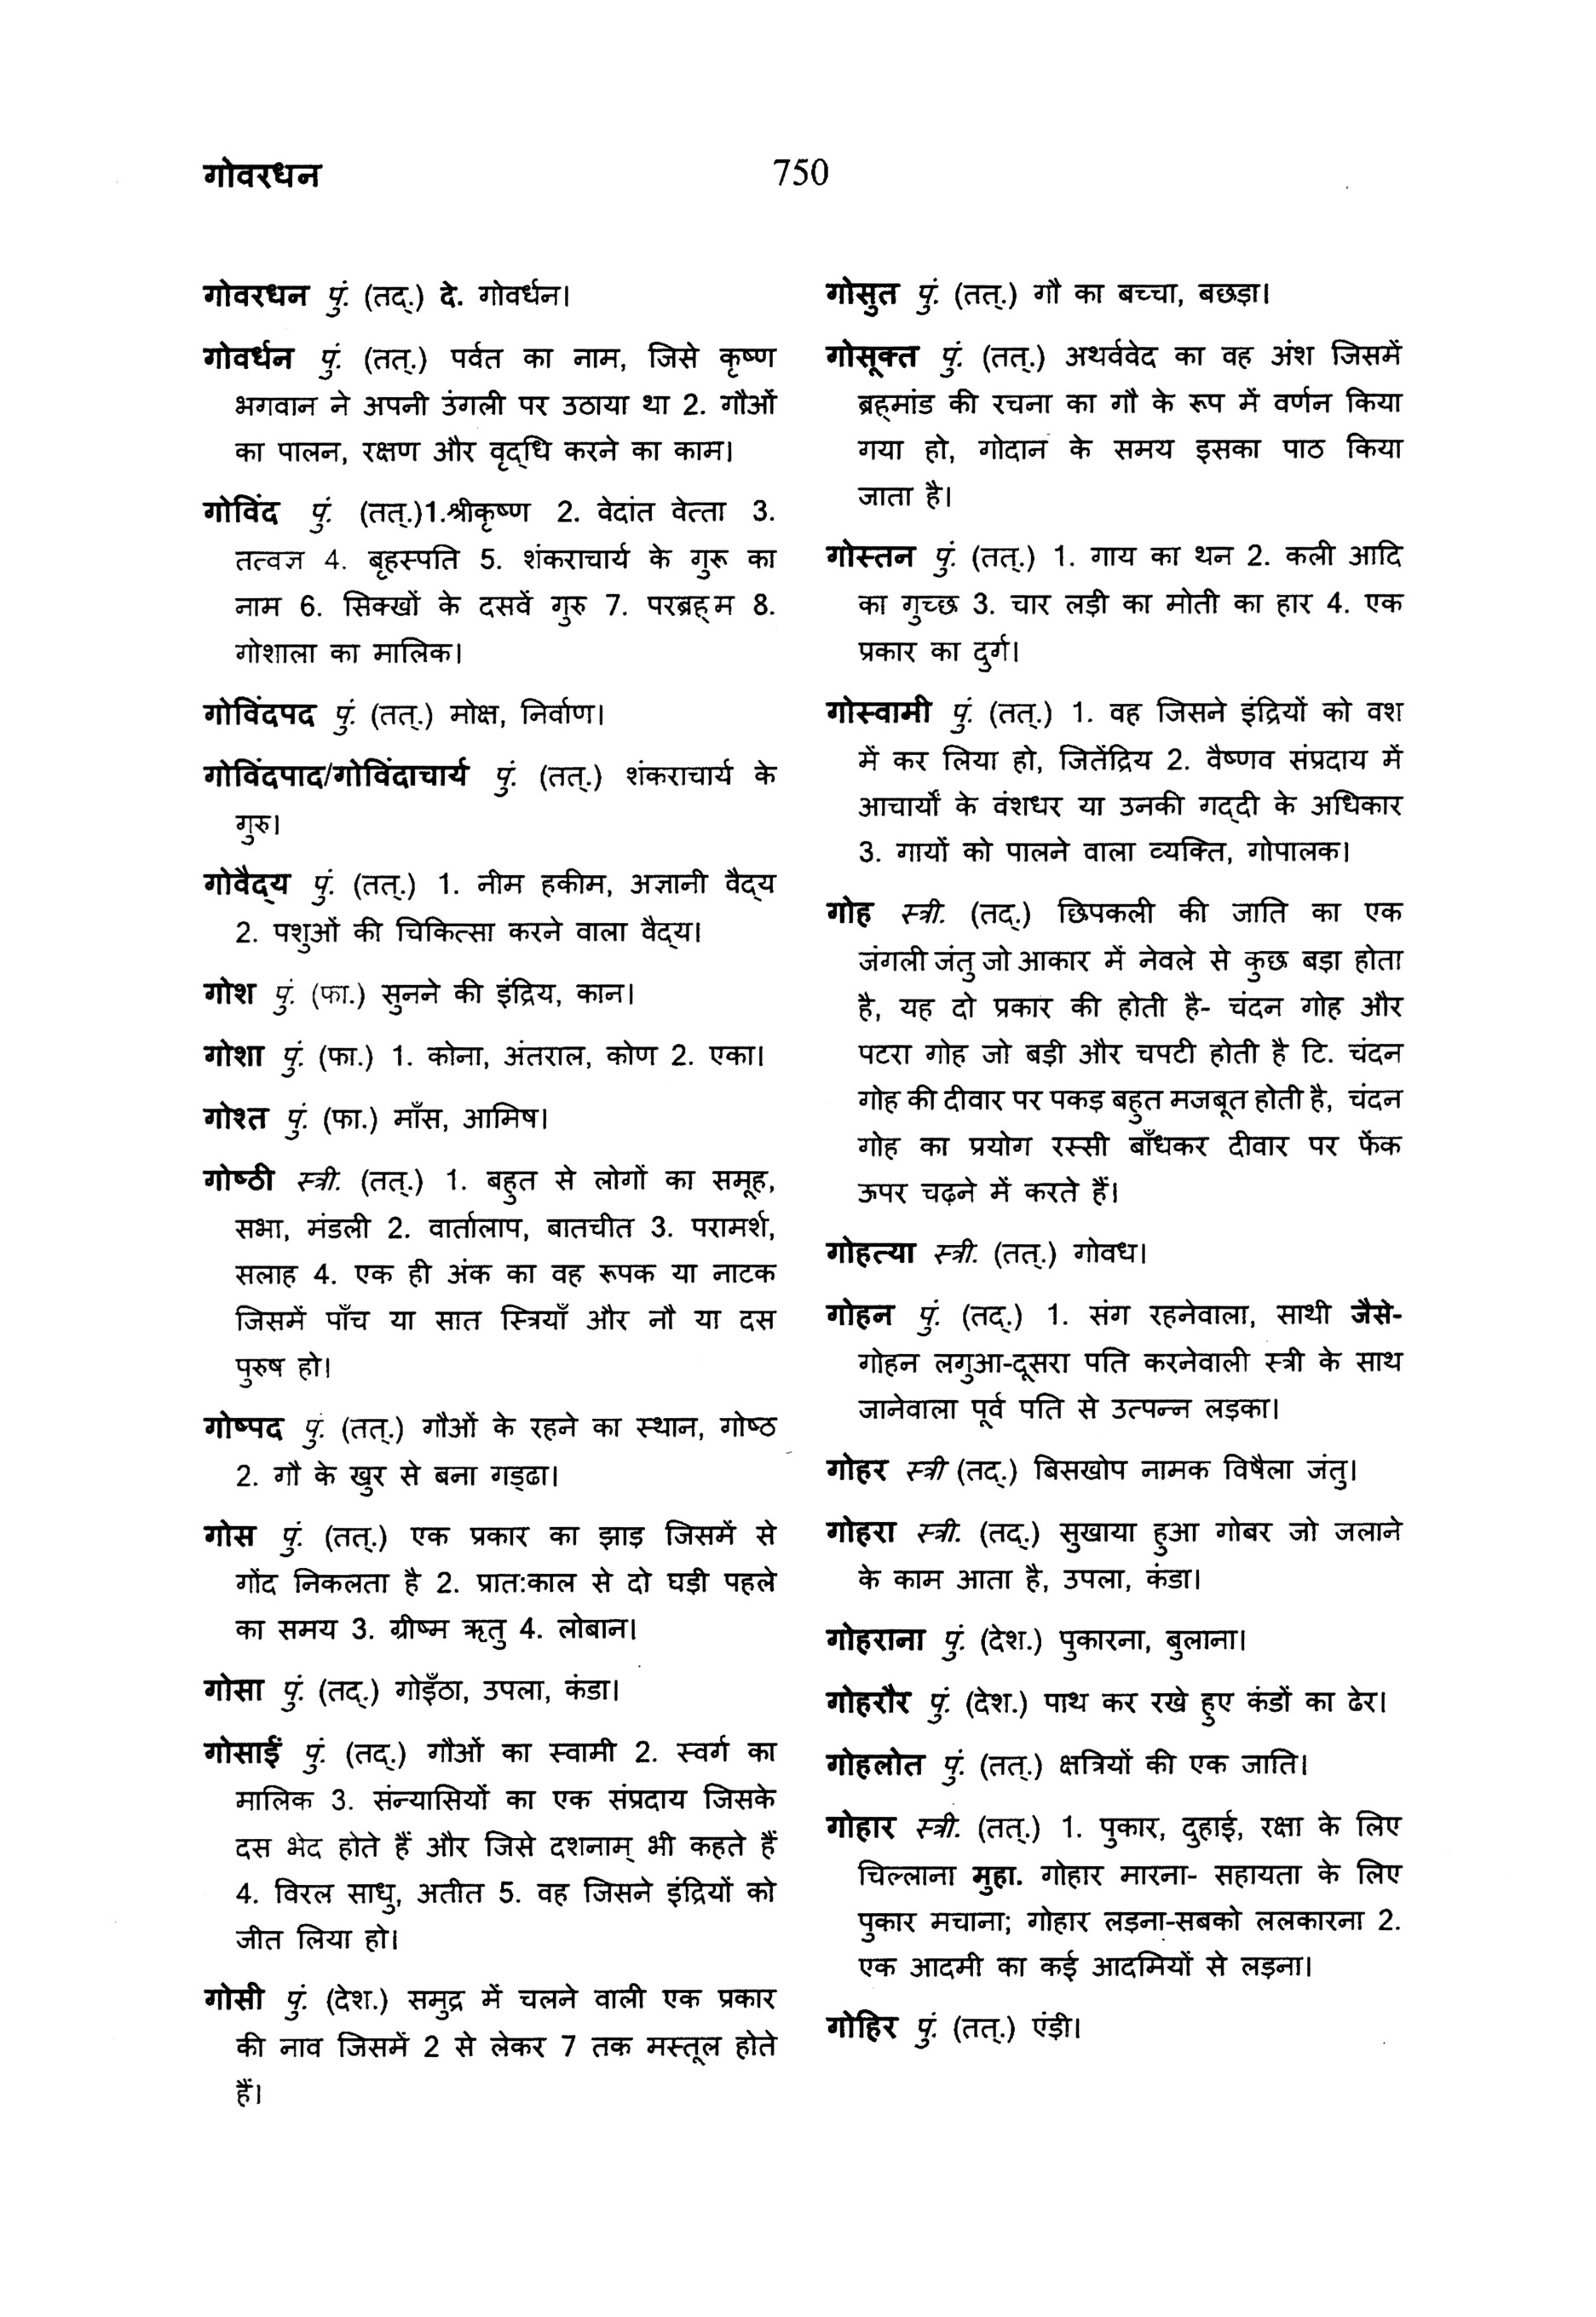 गोवरधन
750
गोवरधन पुं. (तद्.) दे. गोवर्धन।
गोवर्धन पुं. (तत्.) पर्वत का नाम, जिसे कृष्ण
भगवान ने अपनी उंगली पर उठाया था 2. गौओं
का पालन, रक्षण और वृद्‌धि करने का काम।
गोविंद पुं. (तत्.)1.श्रीकृष्ण 2. वेदांत वेत्ता 3.
तत्वज्ञ 4. बृहस्पति 5. शंकराचार्य के गुरू का
नाम 6. सिक्खों के दसवें गुरु 7. परब्रह्‌म 8.
गोशाला का मालिक।
गोविंदपद पुं. (तत्.) मोक्ष, निर्वाण।
गोविंदपाद/गोविंदाचार्य पुं. (तत्.) शंकराचार्य के
गुरु।
गोवैद्‌य पुं. (तत्.) 1. नीम हकीम, अज्ञानी वैद्‌य
2. पशुओं की चिकित्सा करने वाला वैद्‌य।
गोश पुं. (फा.) सुनने की इंद्रिय, कान।
गोशा पुं. (फा.) 1. कोना, अंतराल, कोण 2. एका।
गोश्त पुं. (फा.) माँस, आमिष।
गोष्ठी स्त्री. (तत्.) 1. बहुत से लोगों का समूह,
सभा, मंडली 2. वार्तालाप, बातचीत 3. परामर्श,
सलाह 4. एक ही अंक का वह रूपक या नाटक
जिसमें पाँच या सात स्त्रियाँ और नौ या दस
पुरुष हो।
गोष्पद पुं. (तत्.) गौओं के रहने का स्थान, गोष्ठ
2. गौ के खुर से बना गड्‌ढा।
गोस पुं. (तत्.) एक प्रकार का झाड़ जिसमें से
गोंद निकलता है 2. प्रात:काल से दो घड़ी पहले
का समय 3. ग्रीष्म ऋतु 4. लोबान।
गोसा पुं. (तद्.) गोइँठा, उपला, कंडा।
गोसाईं पुं. (तद्.) गौओं का स्वामी 2. स्वर्ग का
मालिक 3. संन्यासियों का एक संप्रदाय जिसके
दस भेद होते हैं और जिसे दशनाम् भी कहते हैं
4. विरल साधु, अतीत 5. वह जिसने इंद्रियों को
जीत लिया हो।
गोसी पुं. (देश.) समुद्र में चलने वाली एक प्रकार
की नाव जिसमें 2 से लेकर 7 तक मस्तूल होते
हैं।
गोसुत पुं. (तत्.) गौ का बच्चा, बछड़ा।
गोसूक्त पुं. (तत्.) अथर्ववेद का वह अंश जिसमें
ब्रह्‌मांड की रचना का गौ के रूप में वर्णन किया
गया हो, गोदान के समय इसका पाठ किया
जाता है।
गोस्तन पुं. (तत्.) 1. गाय का थन 2. कली आदि
का गुच्छ 3. चार लड़ी का मोती का हार 4. एक
प्रकार का दुर्ग।
गोस्वामी पुं. (तत्.) 1. वह जिसने इंद्रियों को वश
में कर लिया हो, जितेंद्रिय 2. वैष्णव संप्रदाय में
आचार्यों के वंशधर या उनकी गद्‌दी के अधिकार
3. गायों को पालने वाला व्यक्ति, गोपालक।
गोह स्त्री. (तद्.) छिपकली की जाति का एक
जंगली जंतु जो आकार में नेवले से कुछ बड़ा होता
है, यह दो प्रकार की होती है- चंदन गोह और
पटरा गोह जो बड़ी और चपटी होती है टि. चंदन
गोह की दीवार पर पकड़ बहुत मजबूत होती है, चंदन
गोह का प्रयोग रस्सी बाँधकर दीवार पर फेंक
ऊपर चढ़ने में करते हैं।
गोहत्या स्त्री. (तत्.) गोवध।
गोहन पुं. (तद्.) 1. संग रहनेवाला, साथी जैसे-
गोहन लगुआ-दूसरा पति करनेवाली स्त्री के साथ
जानेवाला पूर्व पति से उत्पन्न लड़का।
गोहर स्त्री (तद्.) बिसखोप नामक विषैला जंतु।
गोहरा स्त्री. (तद्.) सुखाया हुआ गोबर जो जलाने
के काम आता है, उपला, कंडा।
गोहराना पुं. (देश.) पुकारना, बुलाना।
गोहरौर पुं. (देश.) पाथ कर रखे हुए कंडों का ढेर।
गोहलोत पुं. (तत्.) क्षत्रियों की एक जाति।
गोहार स्त्री. (तत्.) 1. पुकार, दुहाई, रक्षा के लिए
चिल्लाना मुहा. गोहार मारना- सहायता के लिए
पुकार मचाना; गोहार लड़ना-सबको ललकारना 2.
एक आदमी का कई आदमियों से लड़ना।
गोहिर पुं. (तत्.) एंड़ी।